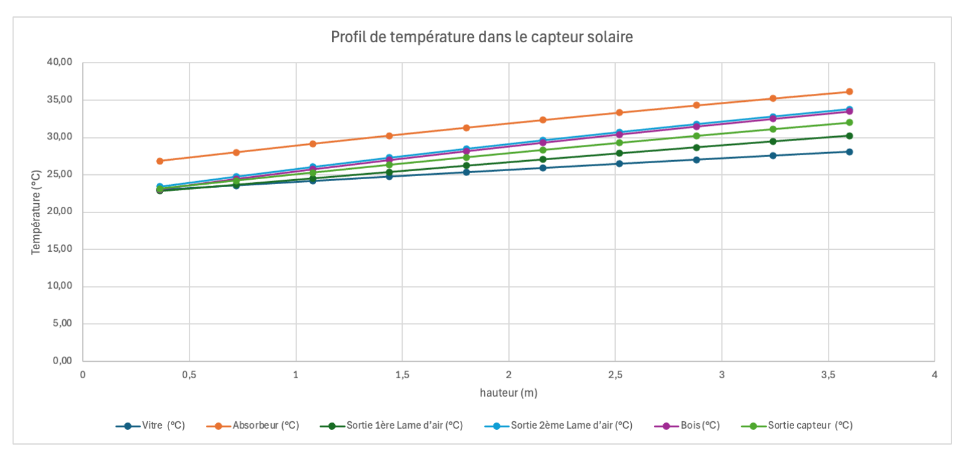 Profil de température dans le capteur solaire
40,00
35,00
30,00
25,00
20,00
15,00
10,00
5,00
0,00
Température (°C)
0
0,5
1
1,5
2
2,5
3
3,5
4
hauteur (m)
Vitre (°C)
Absorbeur (°C)
Sortie 1ère Lame d'air (°C)
Sortie 2ème Lame d'air (°C)
Bois(°C)
Sortie capteur (°C)